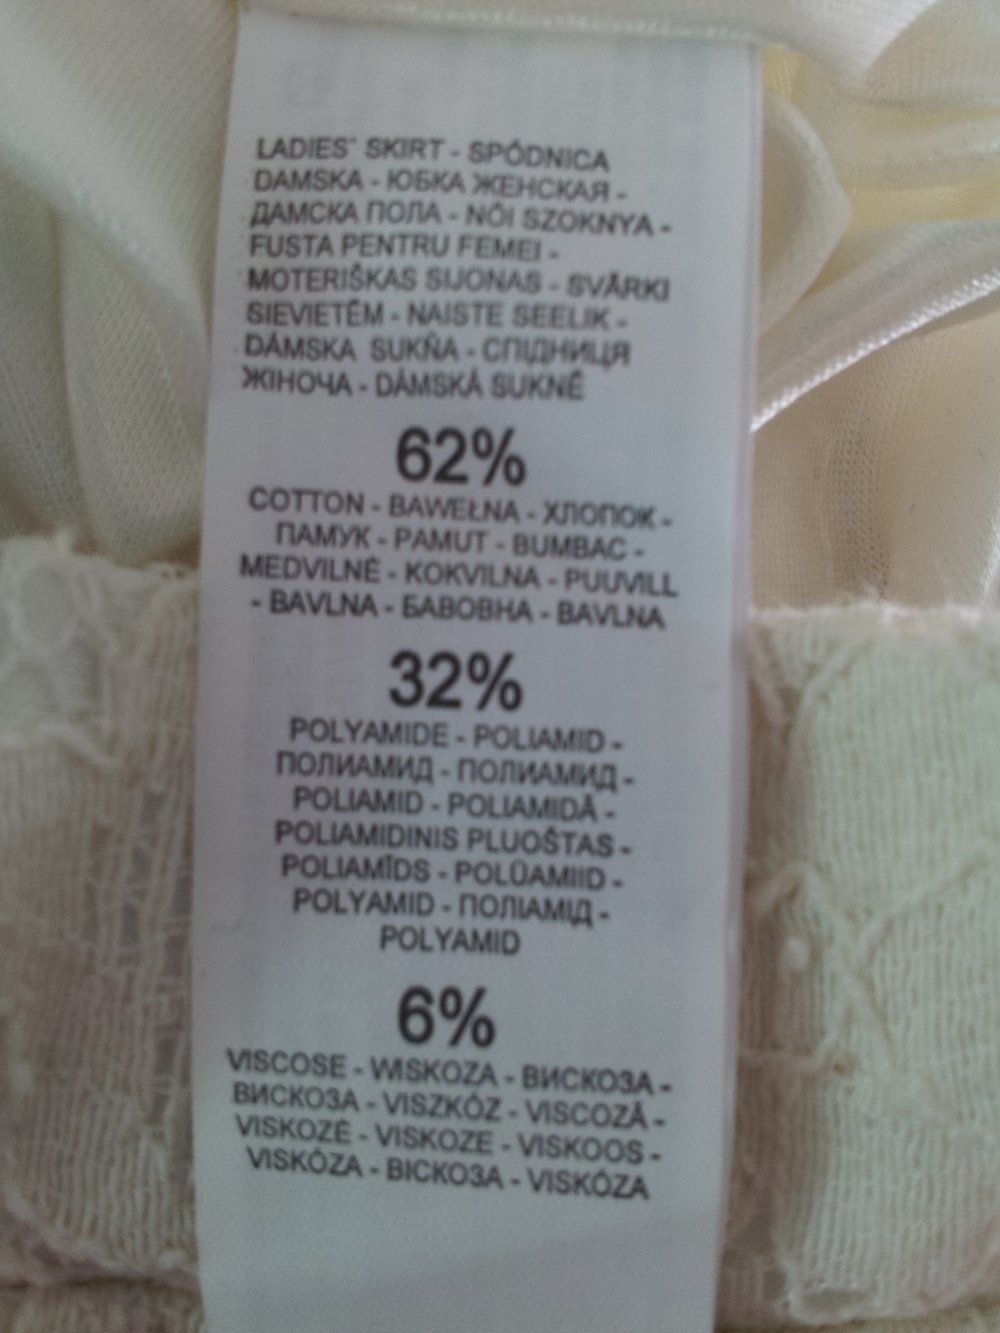 LADIES' SKIRT - SPÓDNICA
DAMSKA - ЮБКА ЖЕНСКАЯ -
ДАМСКА ПОЛА - NÓI SZOKNYA -
FUSTA PENTRU FEMEI -
MOTERIŠKAS SIJONAS - SVĀRKI
SIEVIETĒM - NAISTE SEELIK -
DÁMSKA SUKŇA - СПІДНИЦЯ
ЖІНОЧА - DÁMSKÁ SUKNĚ
62%
COTTON - BAWEŁNA - ХЛОПОК -
ПАМУК - PAMUT - BUMBAC -
MEDVILNĖ - KOKVILNA - PUUVILL
- BAVLNA - БАВОВНА - BAVLNA
32%
POLYAMIDE - POLIAMID -
ПОЛИАМИД - ПОЛИАМИД -
POLIAMID - POLIAMIDĂ -
POLIAMIDINIS PLUOŠTAS -
POLIAMĪDS - POLÜAMIID -
POLYAMID - ПОЛІАМІД -
POLYAMID
6%
VISCOSE - WISKOZA - ВИСКОЗА -
ВИСКОЗА - VISZKÓZ - VISCOZĂ -
VISKOZĖ - VISKOZE - VISKOOS -
VISKÓZA - ВІСКОЗА - VISKÓZA